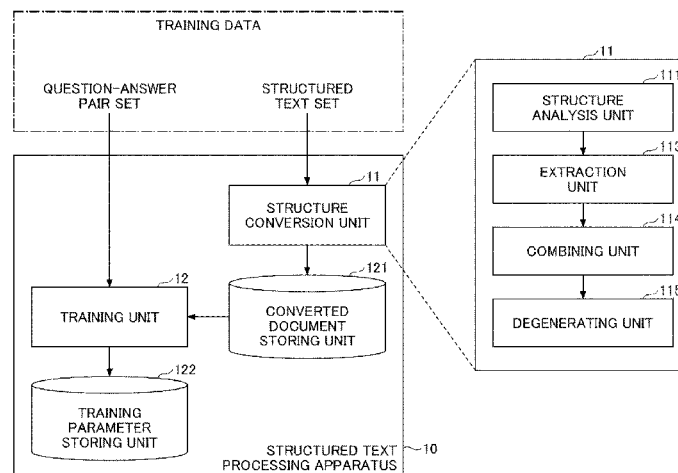 TRAINING DATA
QUESTION-ANSWER
PAIR SET
STRUCTURED
TEXT SET
11
STRUCTURE
CONVERSION UNIT
12
TRAINING UNIT
121
CONVERTED
DOCUMENT
STORING UNIT
122
TRAINING
PARAMETER
STORING UNIT
STRUCTURED TEXT
PROCESSING APPARATUS
10
11
111
STRUCTURE
ANALYSIS UNIT
113
EXTRACTION
UNIT
114
COMBINING UNIT
115
DEGENERATING UNIT